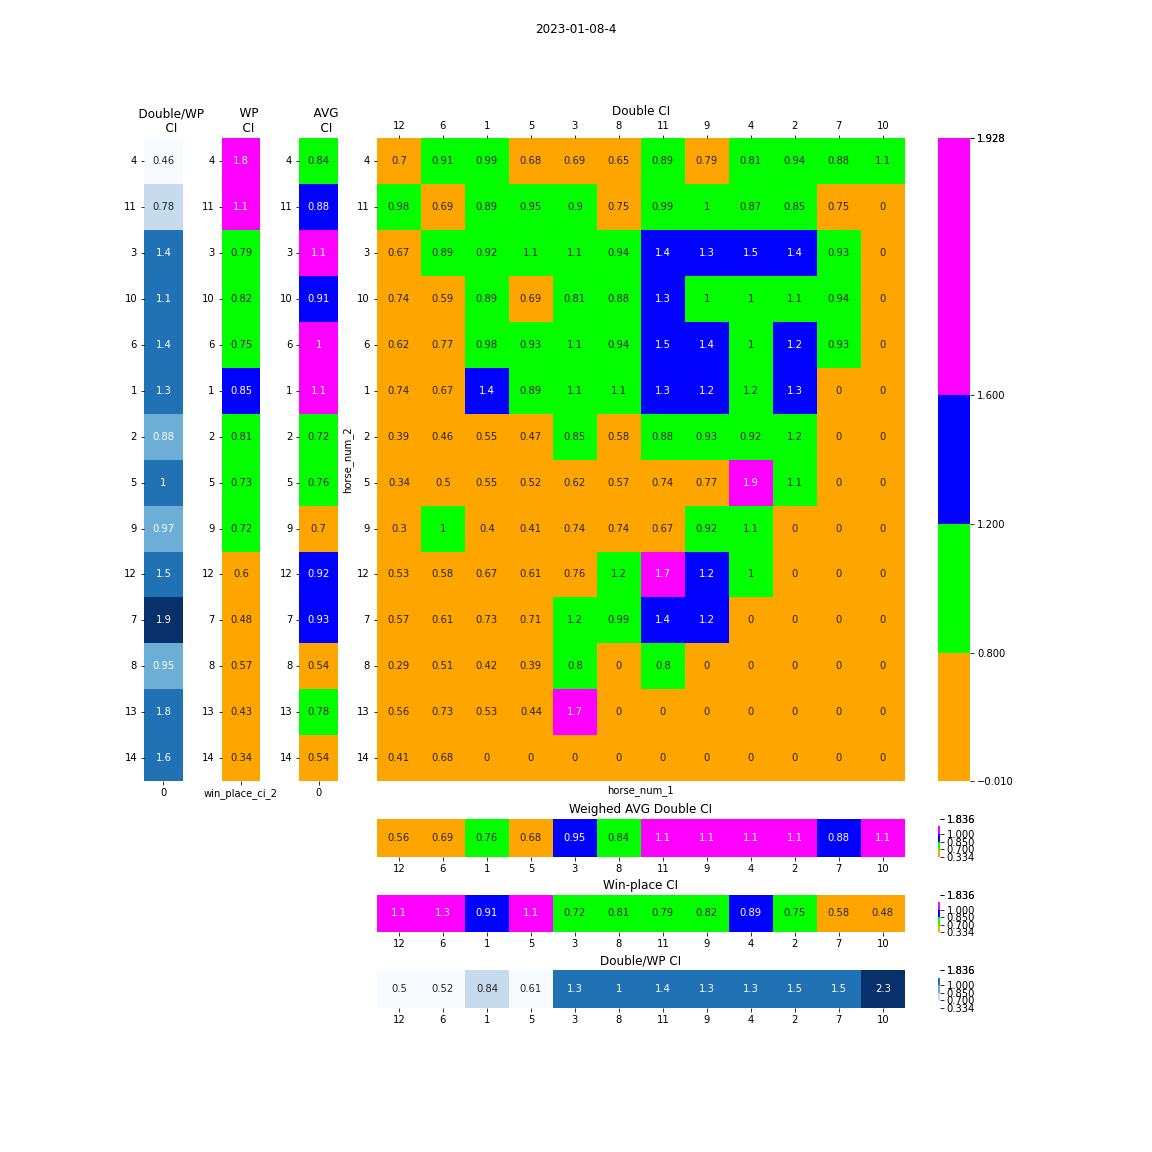 2023-01-08-4
Double/WP CI WP CI AVG CI Double CI
12 6 1 5 3 8 11 9 4 2 7 10
4 0.46 4 1.8 4 0.84 4 0.7 0.91 0.99 0.68 0.69 0.65 0.89 0.79 0.81 0.94 0.88 1.1 1.928
11 0.78 11 1.1 11 0.88 11 0.98 0.69 0.89 0.95 0.9 0.75 0.99 1 0.87 0.85 0.75 0
3 1.4 3 0.79 3 1.1 3 0.67 0.89 0.92 1.1 1.1 0.94 1.4 1.3 1.5 1.4 0.93 0
10 1.1 10 0.82 10 0.91 10 0.74 0.59 0.89 0.69 0.81 0.88 1.3 1 1 1.1 0.94 0
6 1.4 6 0.75 6 1 6 0.62 0.77 0.98 0.93 1.1 0.94 1.5 1.4 1 1.2 0.93 0
1 1.3 1 0.85 1 1.1 1 0.74 0.67 1.4 0.89 1.1 1.1 1.3 1.2 1.2 1.3 0 0 1.600
2 0.88 2 0.81 2 0.72 2 0.39 0.46 0.55 0.47 0.85 0.58 0.88 0.93 0.92 1.2 0 0
horse_num_2
5 1 5 0.73 5 0.76 5 0.34 0.5 0.55 0.52 0.62 0.57 0.74 0.77 1.9 1.1 0 0
9 0.97 9 0.72 9 0.7 9 0.3 1 0.4 0.41 0.74 0.74 0.67 0.92 1.1 0 0 0 1.200
12 1.5 12 0.6 12 0.92 12 0.53 0.58 0.67 0.61 0.76 1.2 1.7 1.2 1 0 0 0
7 1.9 7 0.48 7 0.93 7 0.57 0.61 0.73 0.71 1.2 0.99 1.4 1.2 0 0 0 0
8 0.95 8 0.57 8 0.54 8 0.29 0.51 0.42 0.39 0.8 0 0.8 0 0 0 0 0 0.800
13 1.8 13 0.43 13 0.78 13 0.56 0.73 0.53 0.44 1.7 0 0 0 0 0 0 0
14 1.6 14 0.34 14 0.54 14 0.41 0.68 0 0 0 0 0 0 0 0 0 0
0 win_place_ci_2 0 horse_num_1 −0.010
Weighed AVG Double CI
0.56 0.69 0.76 0.68 0.95 0.84 1.1 1.1 1.1 1.1 0.88 1.1
12 6 1 5 3 8 11 9 4 2 7 10
1.836
1.000
0.850
0.700
0.334
Win-place CI
1.1 1.3 0.91 1.1 0.72 0.81 0.79 0.82 0.89 0.75 0.58 0.48
12 6 1 5 3 8 11 9 4 2 7 10
1.836
1.000
0.850
0.700
0.334
Double/WP CI
0.5 0.52 0.84 0.61 1.3 1 1.4 1.3 1.3 1.5 1.5 2.3
12 6 1 5 3 8 11 9 4 2 7 10
1.836
1.000
0.850
0.700
0.334